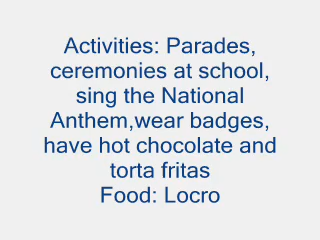 Activities: Parades,
ceremonies at school,
sing the National
Anthem,wear badges,
have hot chocolate and
torta fritas
Food: Locro